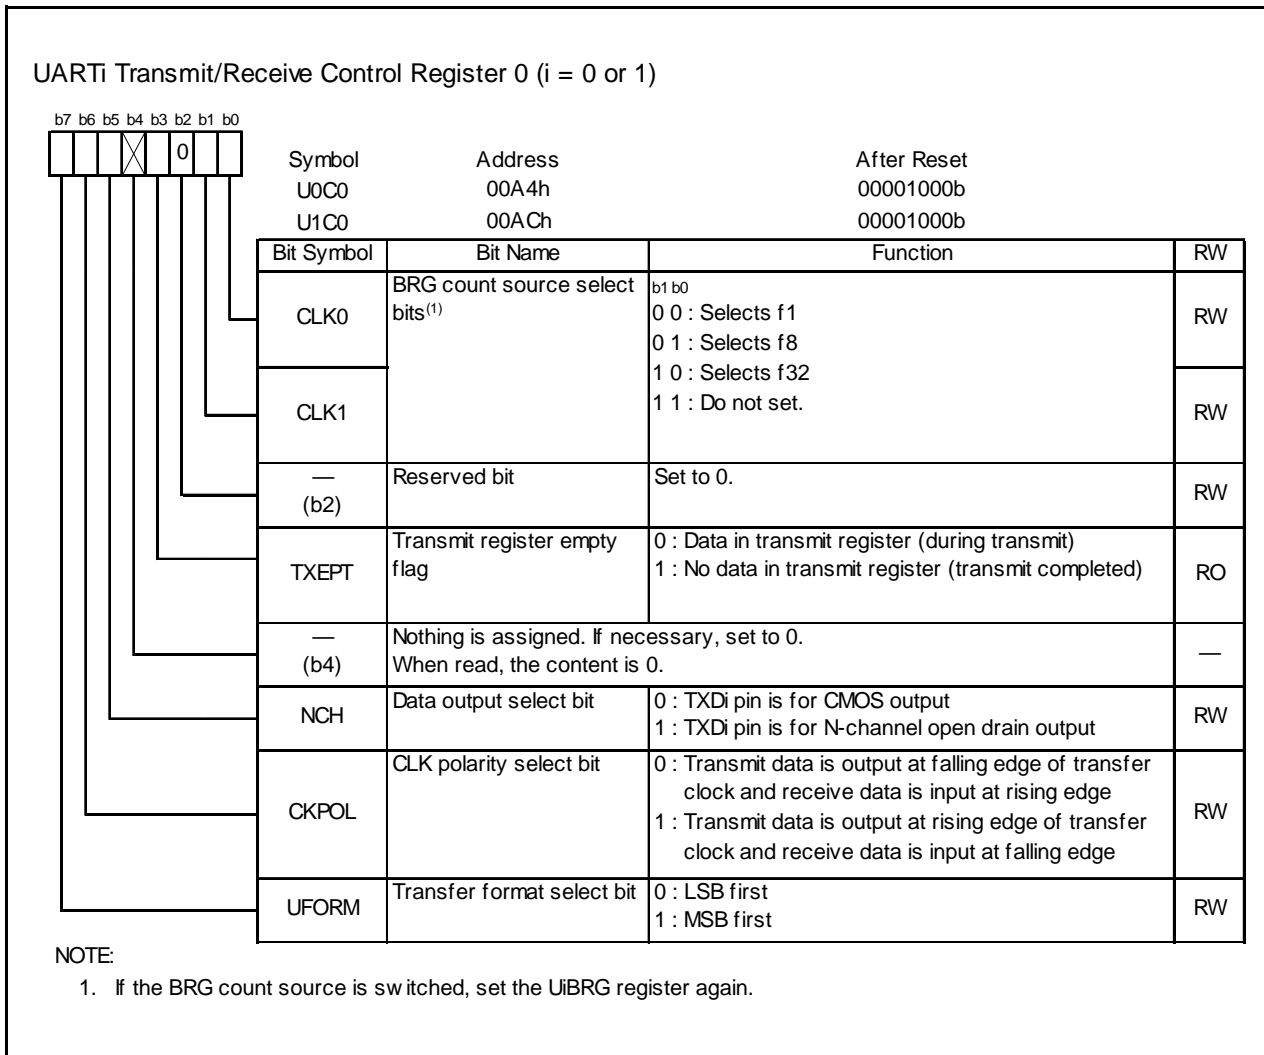 UARTi Transmit/Receive Control Register 0 (i = 0 or 1)
b7 b6 b5 b4 b3 b2 b1 b0
0
Symbol Address After Reset
U0C0 00A4h 00001000b
U1C0 00ACh 00001000b
Bit Symbol Bit Name Function RW
CLK0 BRG count source select bits(1) RW
b1 b0
0 0 : Selects f1
0 1 : Selects f8
1 0 : Selects f32
1 1 : Do not set.
CLK1 RW
—
(b2)
Reserved bit Set to 0. RW
TXEPT
Transmit register empty
flag
0 : Data in transmit register (during transmit)
1 : No data in transmit register (transmit completed)
RO
—
(b4)
Nothing is assigned. If necessary, set to 0.
When read, the content is 0.
—
NCH
Data output select bit
0 : TXDi pin is for CMOS output
1 : TXDi pin is for N-channel open drain output
RW
CKPOL
CLK polarity select bit
0 : Transmit data is output at falling edge of transfer
clock and receive data is input at rising edge
1 : Transmit data is output at rising edge of transfer
clock and receive data is input at falling edge
RW
UFORM
Transfer format select bit
0 : LSB first
1 : MSB first
RW
NOTE:
1. If the BRG count source is switched, set the UiBRG register again.